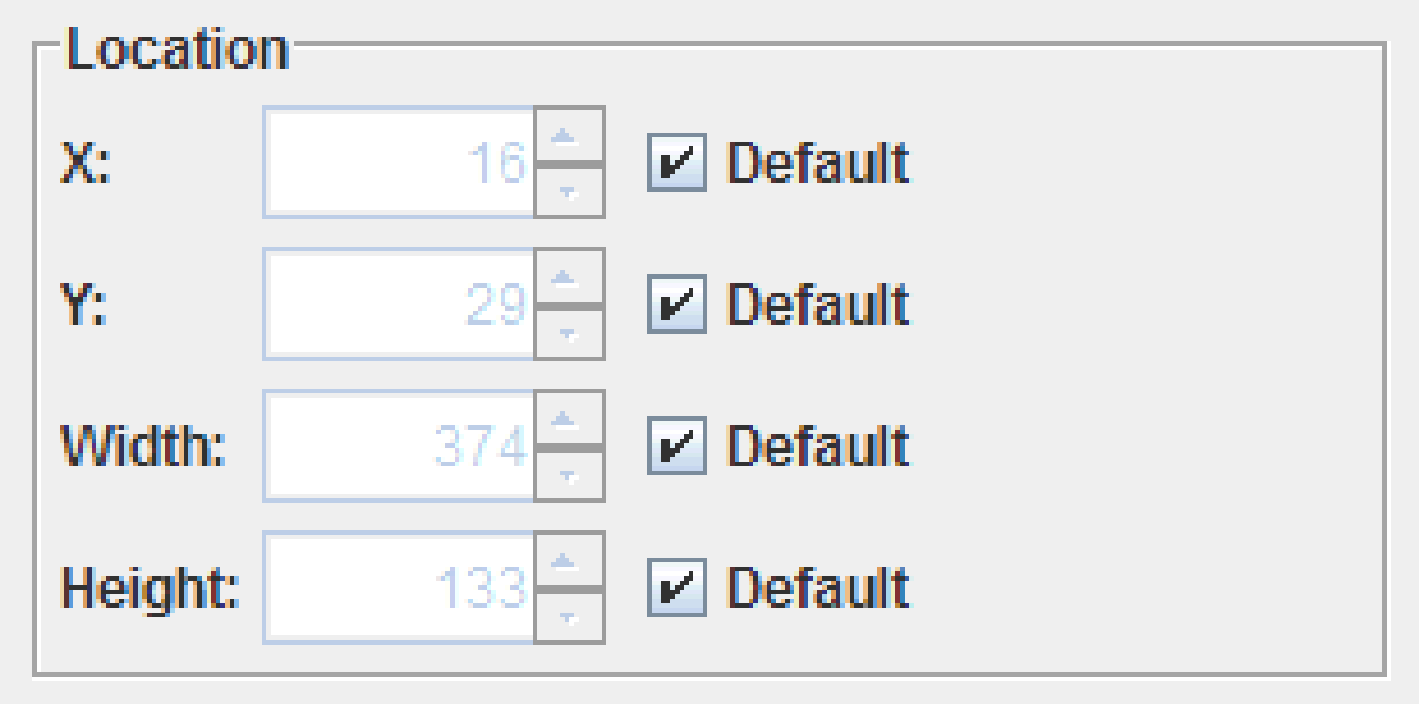 Location
X: 16 Default
Y: 29 Default
Width: 374 Default
Height: 133 Default